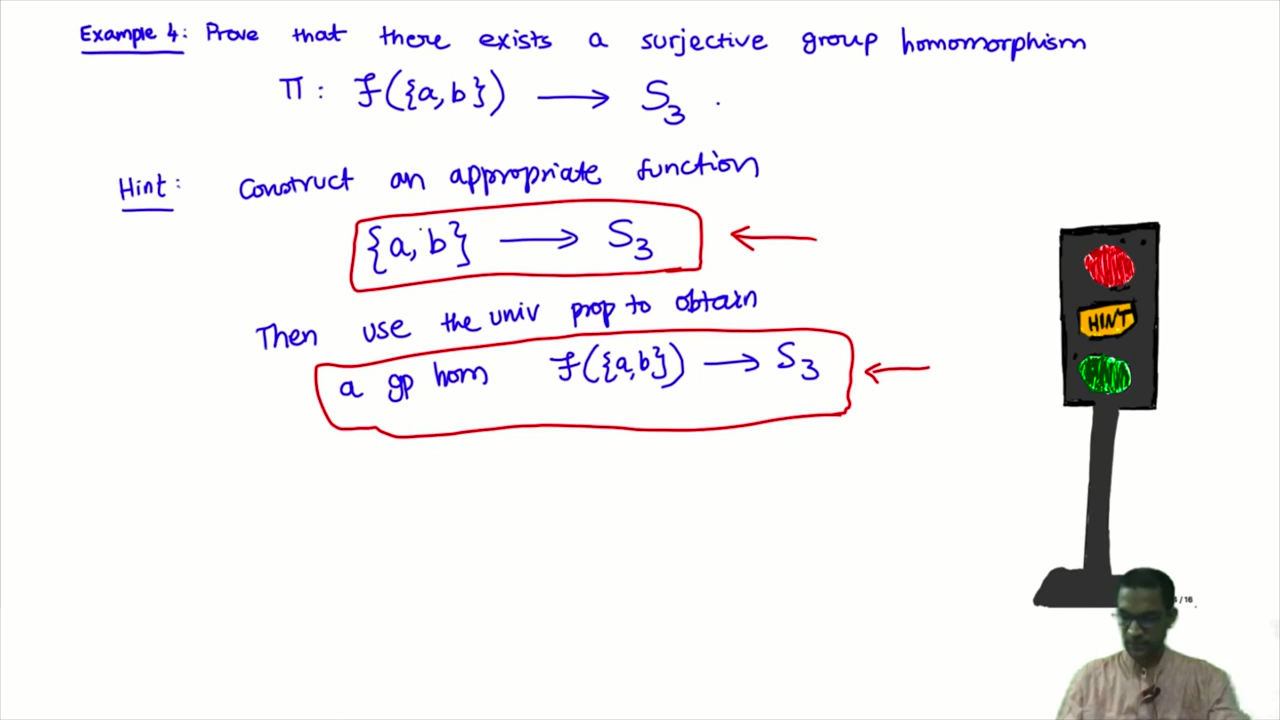 Example 4: Prove that there exists a surjective group homomorphism
Π: F({a,b}) ⟶ S₃.
Hint: Construct an appropriate function
{a,b} ⟶ S₃ ⟵
Then use the univ prop to obtain
a gp hom F({a,b}) ⟶ S₃ ⟵
HINT
/ 16